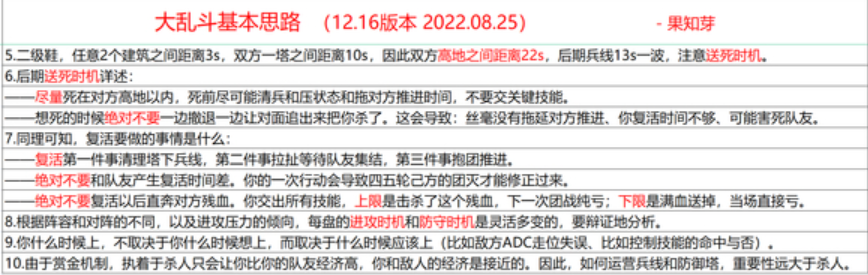 大乱斗基本思路 （12.16版本 2022.08.25） - 果知芽
5.二级鞋，任意2个建筑之间距离3s，双方一塔之间距离10s，因此双方高地之间距离22s，后期兵线13s一波，注意送死时机。
6.后期送死时机详述：
——尽量死在对方高地以内，死前尽可能清兵和压状态和拖对方推进时间，不要交关键技能。
——想死的时候绝对不要一边撤退一边让对面追出来把你杀了。这会导致：丝毫没有拖延对方推进、你复活时间不够、可能害死队友。
7.同理可知，复活要做的事情是什么：
——复活第一件事清理塔下兵线，第二件事拉扯等待队友集结，第三件事抱团推进。
——绝对不要和队友产生复活时间差。你的一次行动会导致四五轮己方的团灭才能修正过来。
——绝对不要复活以后直奔对方残血。你交出所有技能，上限是击杀了这个残血，下一次团战纯亏；下限是满血送掉，当场直接亏。
8.根据阵容和对阵的不同，以及进攻压力的倾向，每盘的进攻时机和防守时机是灵活多变的，要辩证地分析。
9.你什么时候上，不取决于你什么时候想上，而取决于什么时候应该上（比如敌方ADC走位失误、比如控制技能的命中与否）。
10.由于赏金机制，执着于杀人只会让你比你的队友经济高，你和敌人的经济是接近的。因此，如何运营兵线和防御塔，重要性远大于杀人。